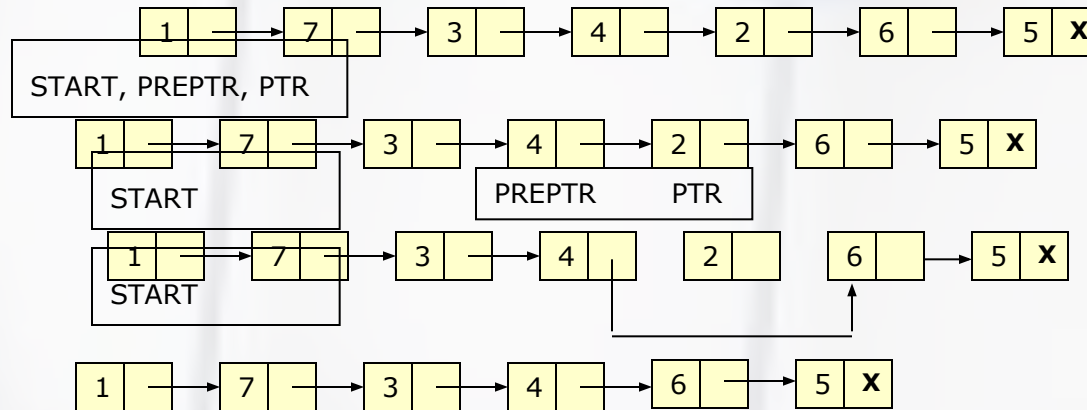 1 7 3 4 2 6 5 X
START, PREPTR, PTR
1 7 3 4 2 6 5 X
START PREPTR PTR
1 7 3 4 2 6 5 X
START
1 7 3 4 6 5 X